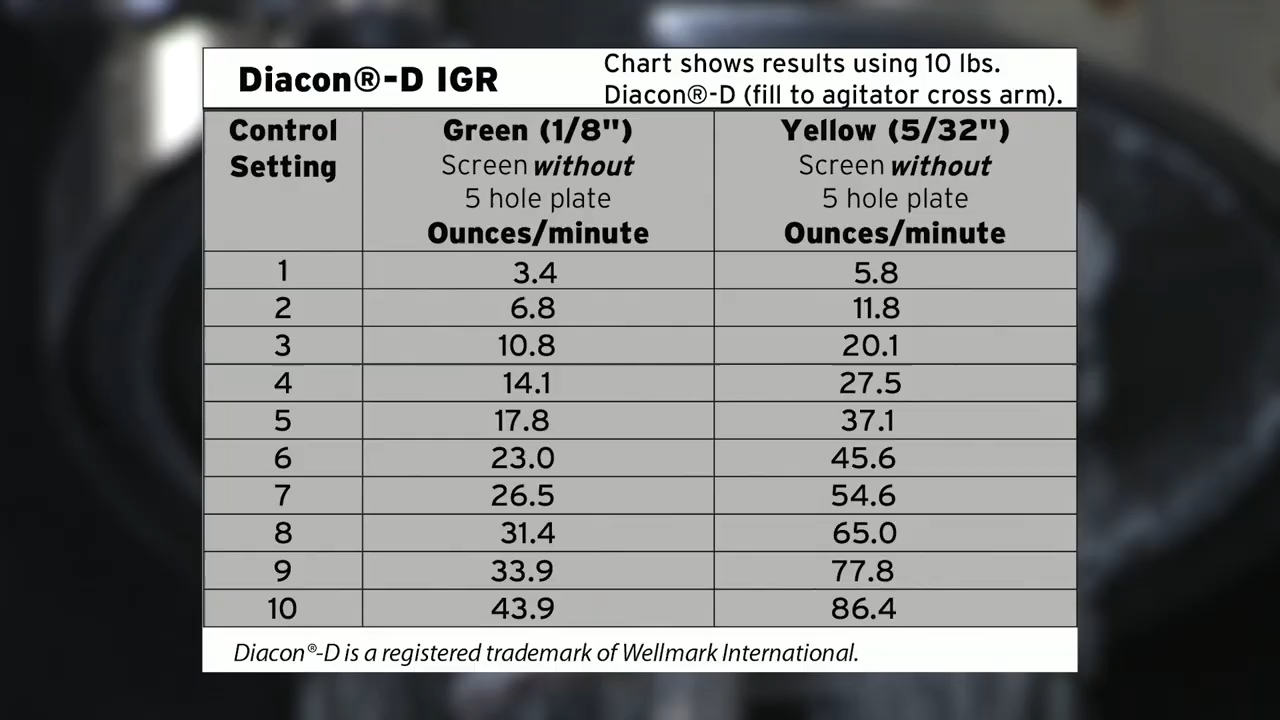 Diacon®-D IGR
Chart shows results using 10 lbs.
Diacon®-D (fill to agitator cross arm).
Control Setting | Green (1/8") Screen without 5 hole plate Ounces/minute | Yellow (5/32") Screen without 5 hole plate Ounces/minute
1 | 3.4 | 5.8
2 | 6.8 | 11.8
3 | 10.8 | 20.1
4 | 14.1 | 27.5
5 | 17.8 | 37.1
6 | 23.0 | 45.6
7 | 26.5 | 54.6
8 | 31.4 | 65.0
9 | 33.9 | 77.8
10 | 43.9 | 86.4
Diacon®-D is a registered trademark of Wellmark International.